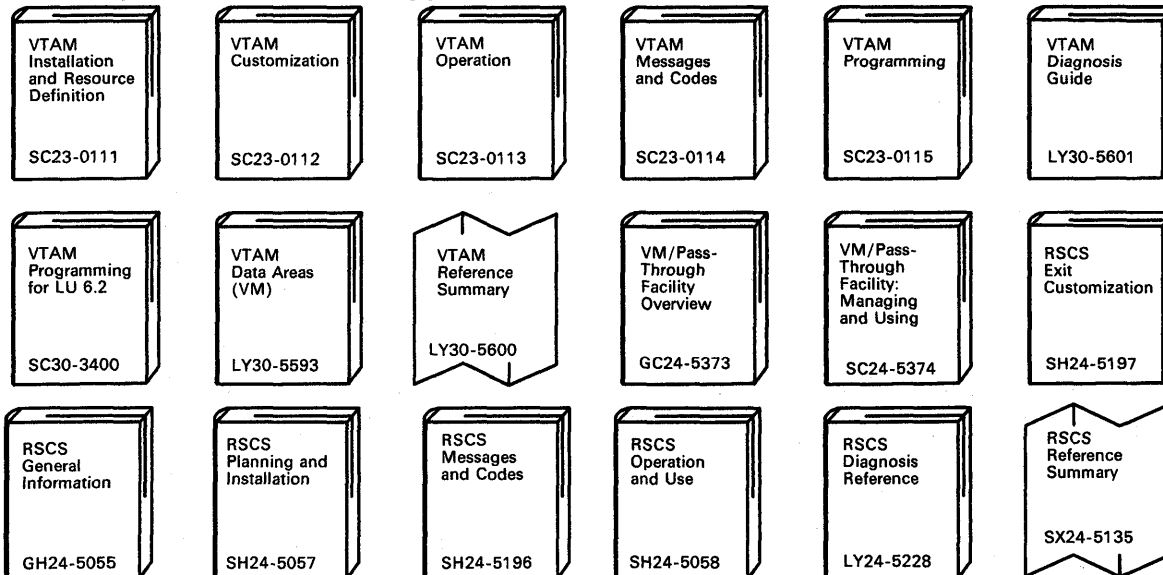 VTAM
Installation
and Resource
Definition
SC23-0111
VTAM
Customization
SC23-0112
VTAM
Operation
SC23-0113
VTAM
Messages
and Codes
SC23-0114
VTAM
Programming
SC23-0115
VTAM
Diagnosis
Guide
LY30-5601
VTAM
Programming
for LU 6.2
SC30-3400
VTAM
Data Areas
(VM)
LY30-5593
VTAM
Reference
Summary
LY30-5600
VM/Pass-
Through
Facility
Overview
GC24-5373
VM/Pass-
Through
Facility:
Managing
and Using
SC24-5374
RSCS
Exit
Customization
SH24-5197
RSCS
General
Information
GH24-5055
RSCS
Planning and
Installation
SH24-5057
RSCS
Messages
and Codes
SH24-5196
RSCS
Operation
and Use
SH24-5058
RSCS
Diagnosis
Reference
LY24-5228
RSCS
Reference
Summary
SX24-5135